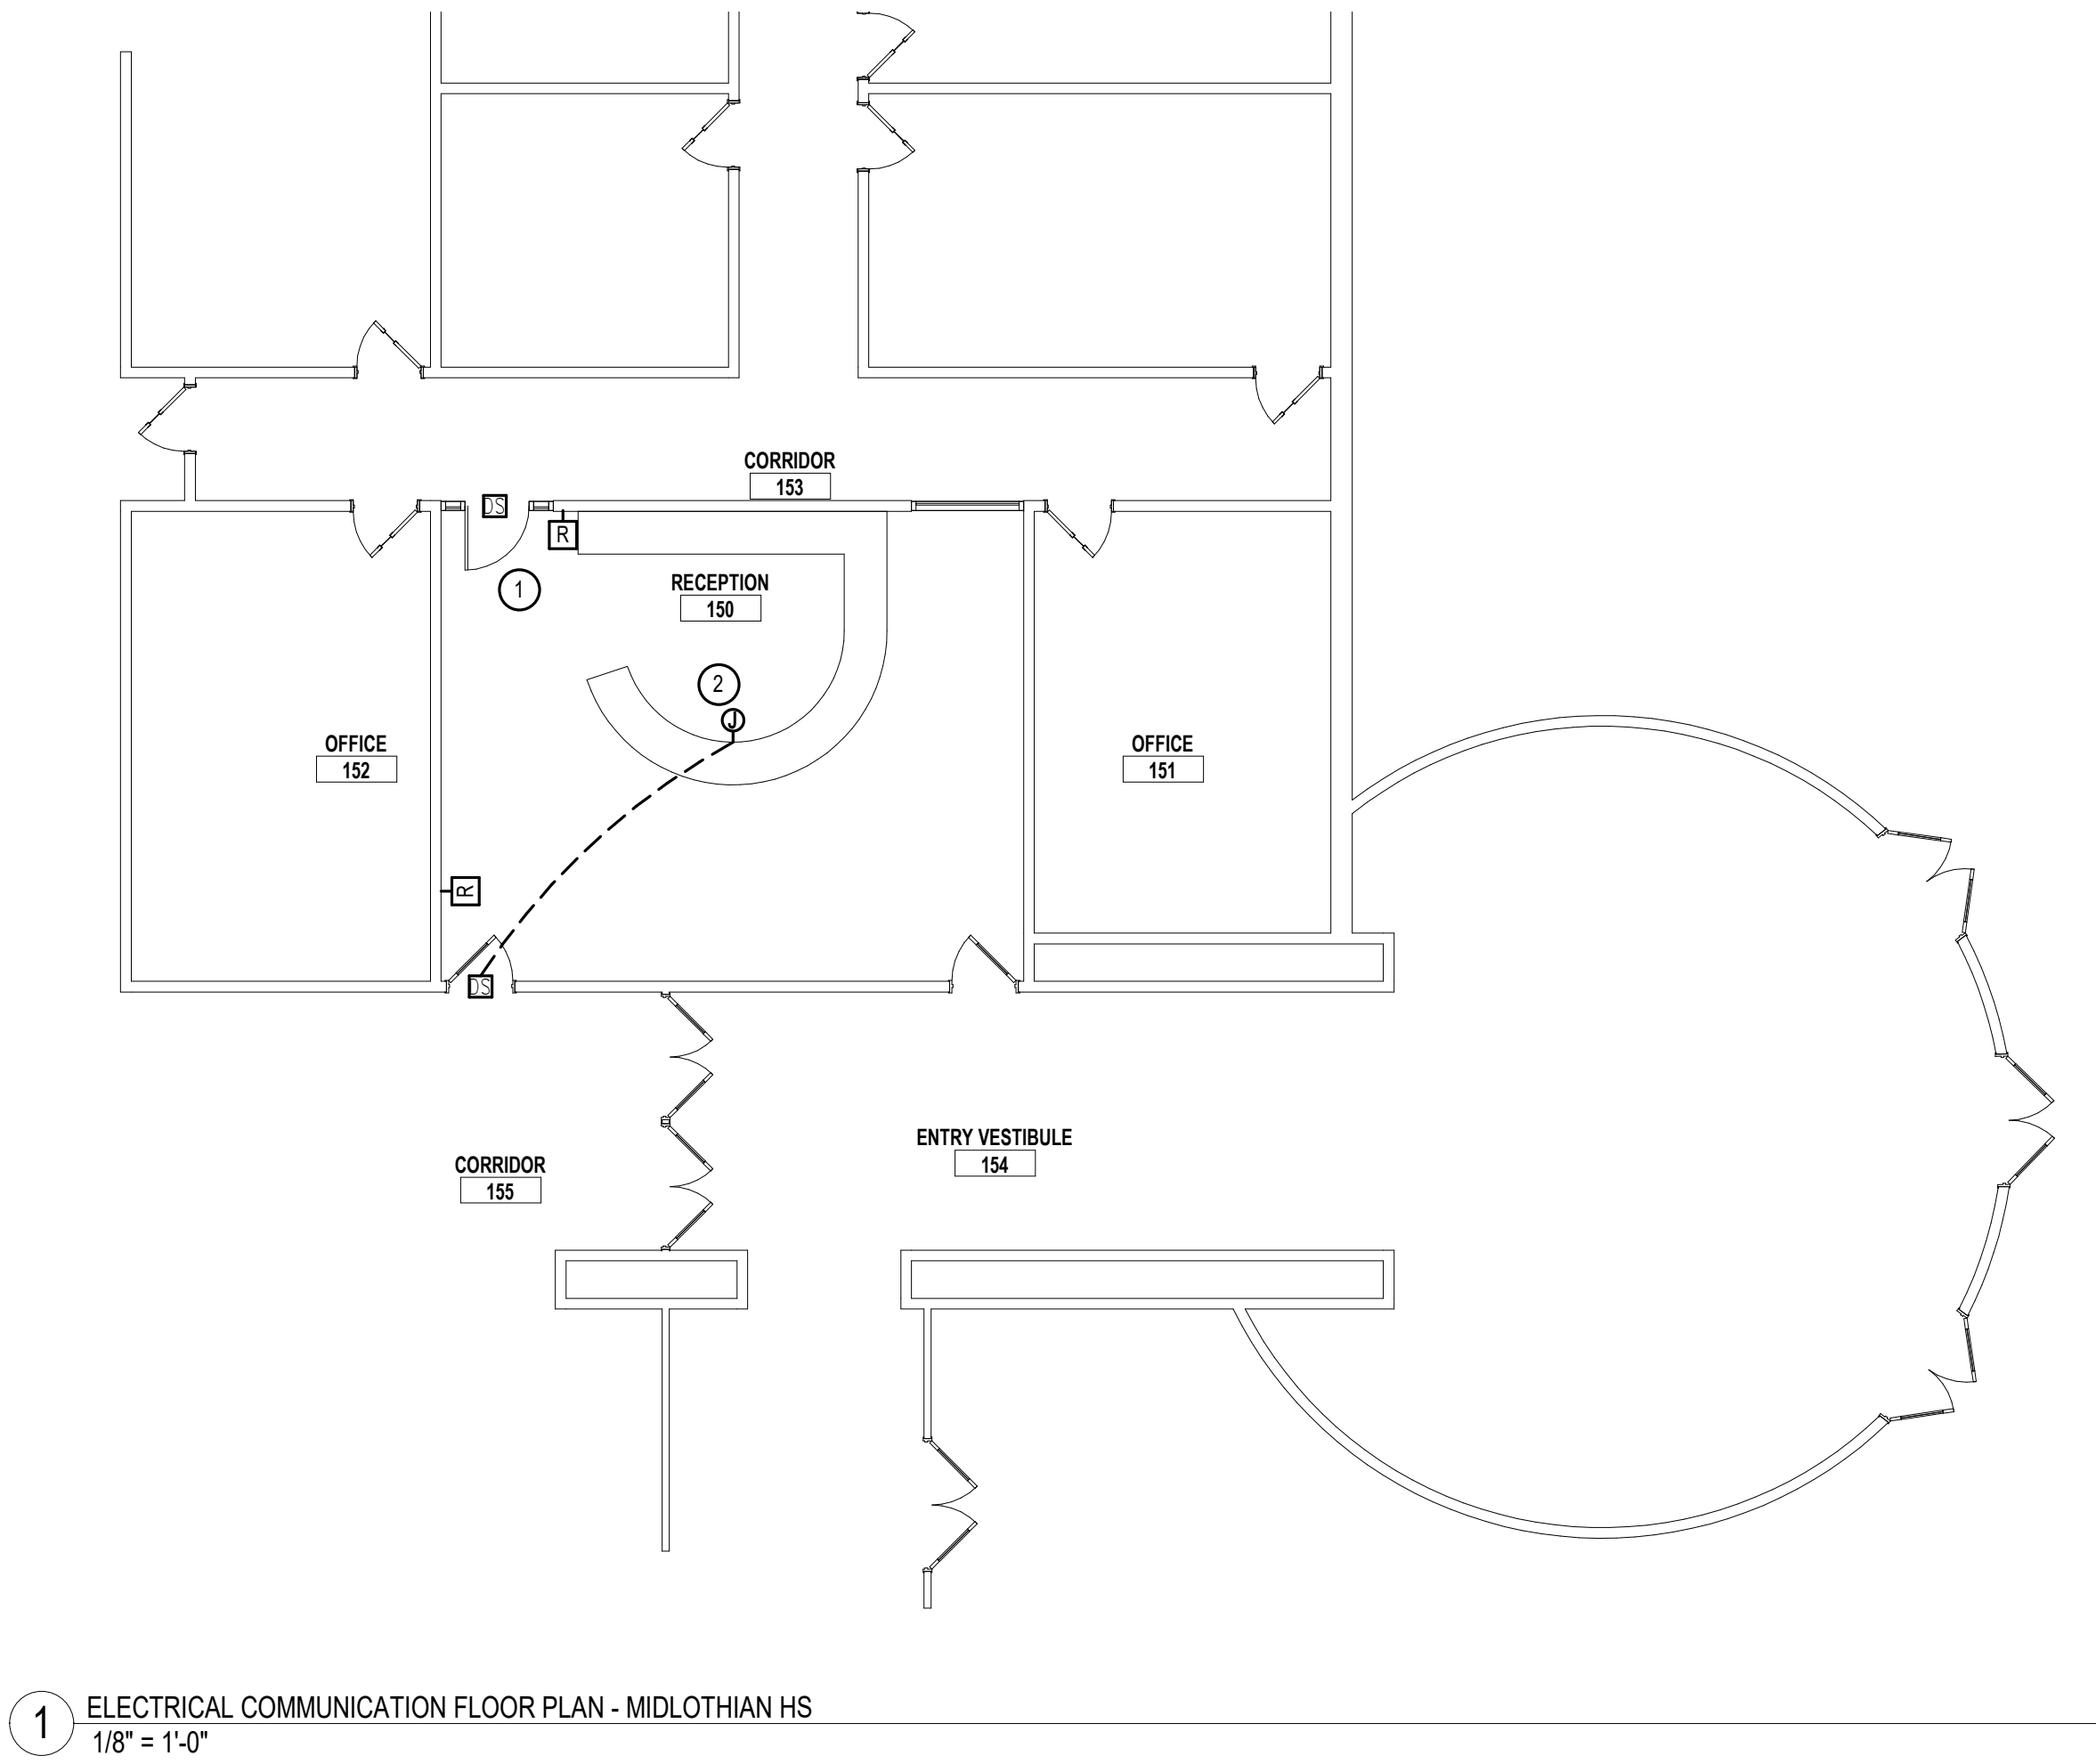 CORRIDOR
153
DS
R
1
RECEPTION
150
2
J
OFFICE
152
OFFICE
151
R
DS
ENTRY VESTIBULE
154
CORRIDOR
155
1 ELECTRICAL COMMUNICATION FLOOR PLAN - MIDLOTHIAN HS
1/8" = 1'-0"